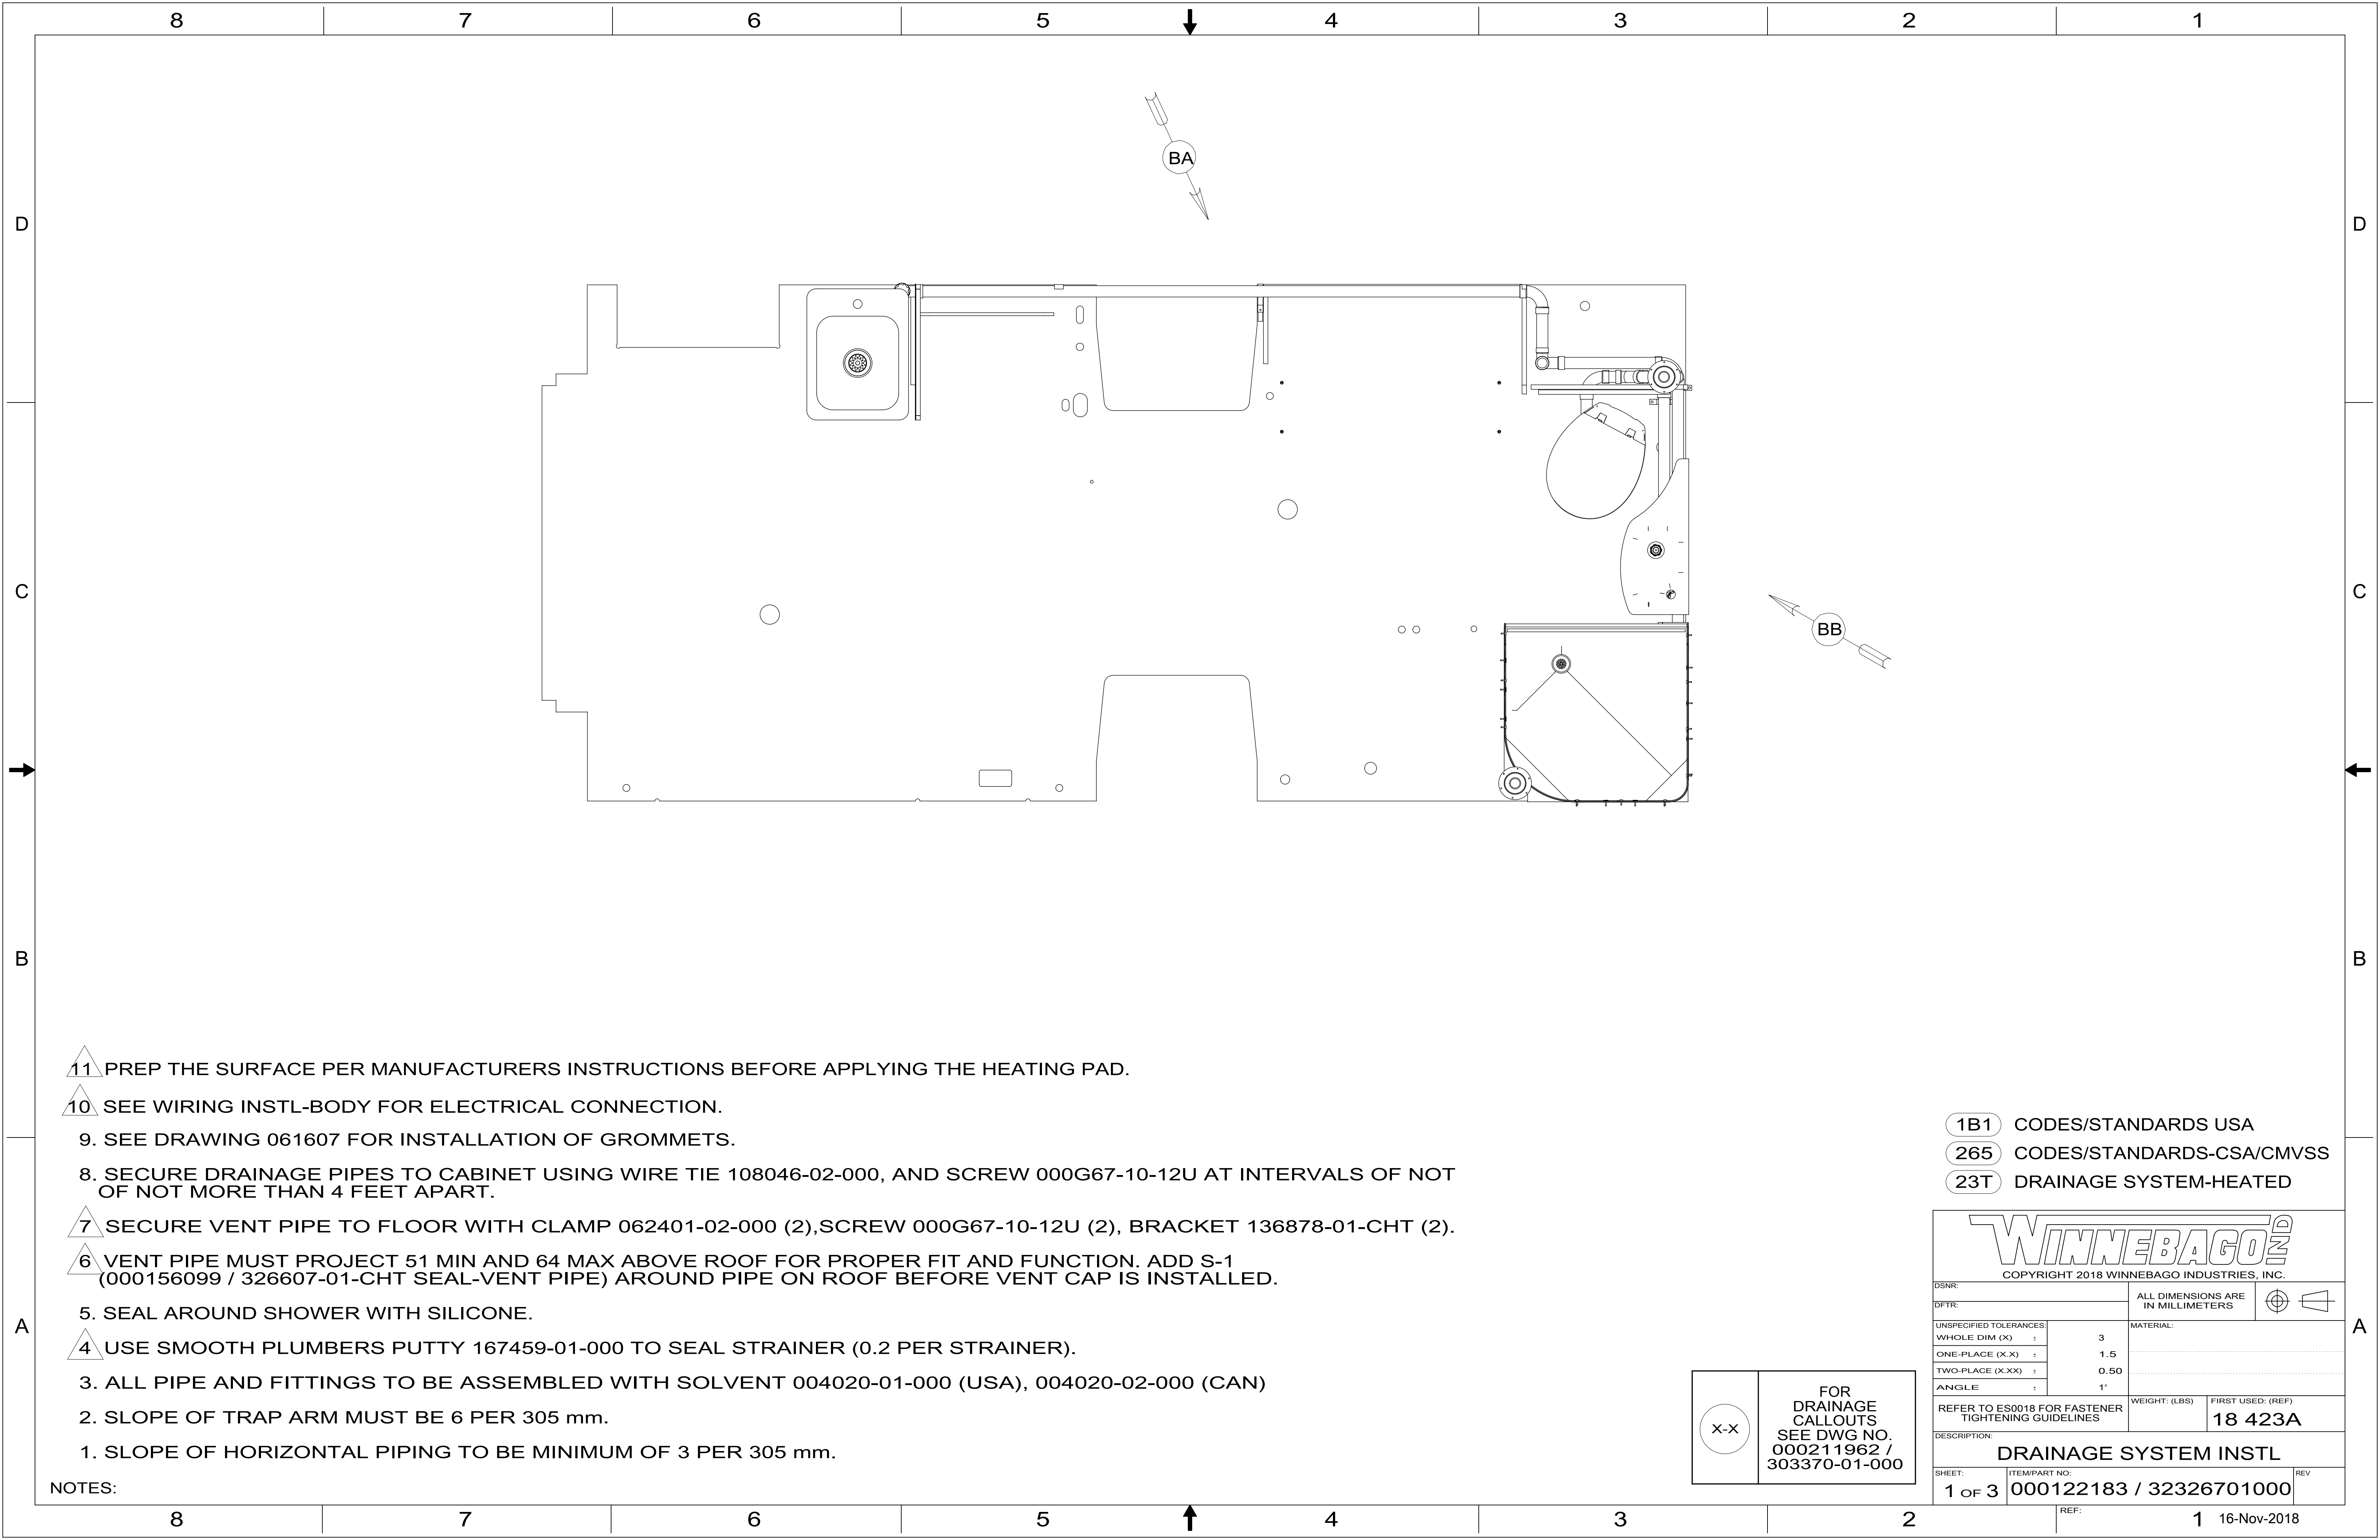 8 7 6 5 4 3 2 1
D D
C C
B B
A A
BA
BB
11 PREP THE SURFACE PER MANUFACTURERS INSTRUCTIONS BEFORE APPLYING THE HEATING PAD.
10 SEE WIRING INSTL-BODY FOR ELECTRICAL CONNECTION.
9. SEE DRAWING 061607 FOR INSTALLATION OF GROMMETS.
8. SECURE DRAINAGE PIPES TO CABINET USING WIRE TIE 108046-02-000, AND SCREW 000G67-10-12U AT INTERVALS OF NOT
OF NOT MORE THAN 4 FEET APART.
7 SECURE VENT PIPE TO FLOOR WITH CLAMP 062401-02-000 (2),SCREW 000G67-10-12U (2), BRACKET 136878-01-CHT (2).
6 VENT PIPE MUST PROJECT 51 MIN AND 64 MAX ABOVE ROOF FOR PROPER FIT AND FUNCTION. ADD S-1
(000156099 / 326607-01-CHT SEAL-VENT PIPE) AROUND PIPE ON ROOF BEFORE VENT CAP IS INSTALLED.
5. SEAL AROUND SHOWER WITH SILICONE.
4 USE SMOOTH PLUMBERS PUTTY 167459-01-000 TO SEAL STRAINER (0.2 PER STRAINER).
3. ALL PIPE AND FITTINGS TO BE ASSEMBLED WITH SOLVENT 004020-01-000 (USA), 004020-02-000 (CAN)
2. SLOPE OF TRAP ARM MUST BE 6 PER 305 mm.
1. SLOPE OF HORIZONTAL PIPING TO BE MINIMUM OF 3 PER 305 mm.
NOTES:
X-X
FOR
DRAINAGE
CALLOUTS
SEE DWG NO.
000211962 /
303370-01-000
1B1 CODES/STANDARDS USA
265 CODES/STANDARDS-CSA/CMVSS
23T DRAINAGE SYSTEM-HEATED
WINNEBAGO IND
COPYRIGHT 2018 WINNEBAGO INDUSTRIES, INC.
DSNR:
DFTR:
ALL DIMENSIONS ARE
IN MILLIMETERS
UNSPECIFIED TOLERANCES:
WHOLE DIM (X) ± 3
ONE-PLACE (X.X) ± 1.5
TWO-PLACE (X.XX) ± 0.50
ANGLE ± 1°
MATERIAL:
REFER TO ES0018 FOR FASTENER
TIGHTENING GUIDELINES
WEIGHT: (LBS)
FIRST USED: (REF)
18 423A
DESCRIPTION:
DRAINAGE SYSTEM INSTL
SHEET:
1 OF 3
ITEM/PART NO:
000122183 / 32326701000
REV
REF:
8 7 6 5 4 3 2 1
16-Nov-2018